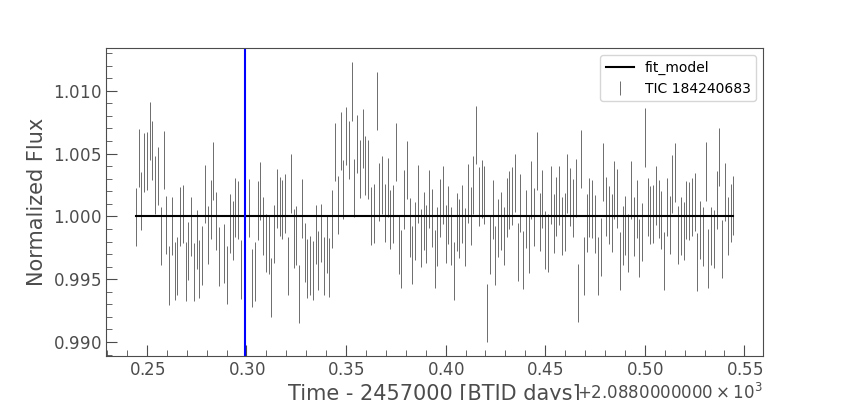 1.010
1.005
1.000
0.995
0.990
Normalized Flux
fit_model
TIC 184240683
0.25 0.30 0.35 0.40 0.45 0.50 0.55
Time - 2457000 [BTJD days]
+2.0880000000 × 10³